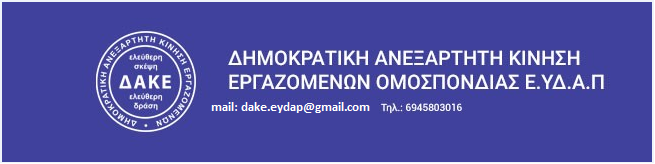 ΔΗΜΟΚΡΑΤΙΚΗ ΑΝΕΞΑΡΤΗΤΗ ΚΙΝΗΣΗ ΕΡΓΑΖΟΜΕΝΩΝ
ελεύθερη
σκέψη
ΔΑΚΕ
ελεύθερη
δράση
ΔΗΜΟΚΡΑΤΙΚΗ ΑΝΕΞΑΡΤΗΤΗ ΚΙΝΗΣΗ
ΕΡΓΑΖΟΜΕΝΩΝ ΟΜΟΣΠΟΝΔΙΑΣ Ε.ΥΔ.Α.Π
mail: dake.eydap@gmail.com Τηλ.: 6945803016